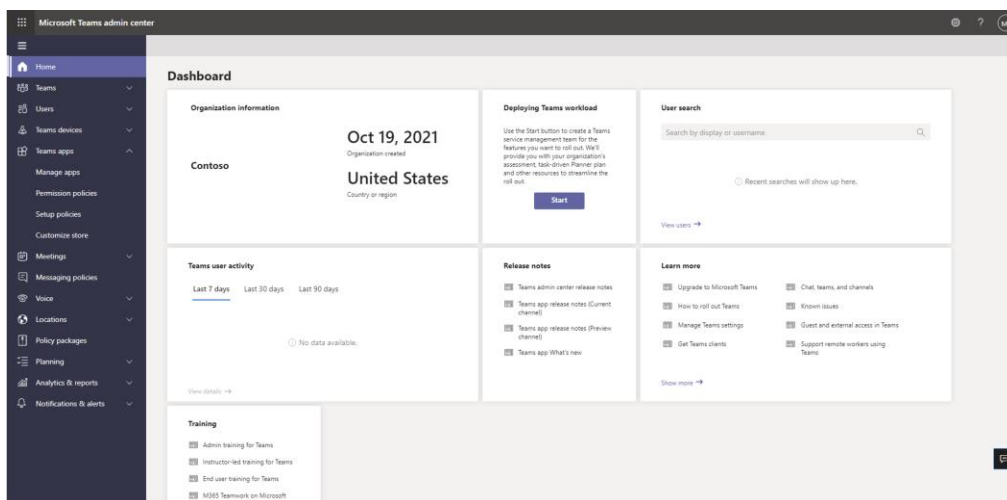 Microsoft Teams admin center
?
Home
Teams
Users
Teams devices
Teams apps
Manage apps
Permission policies
Setup policies
Customize store
Meetings
Messaging policies
Voice
Locations
Policy packages
Planning
Analytics & reports
Notifications & alerts
Dashboard
Organization information
Contoso
Oct 19, 2021
Organization created
United States
Country or region
Deploying Teams workload
Use the Start button to create a Teams
service management team for the
features you want to roll out. We'll
provide you with your organization's
assessment, task-driven Planner plan
and other resources to streamline the
roll out.
Start
User search
Search by display or username
Recent searches will show up here.
View users
Teams user activity
Last 7 days
Last 30 days
Last 90 days
No data available.
View details
Release notes
Teams admin center release notes
Teams app release notes (Current
channel)
Teams app release notes (Preview
channel)
Teams app What's new
Learn more
Upgrade to Microsoft Teams
How to roll out Teams
Manage Teams settings
Get Teams clients
Chat, teams, and channels
Known issues
Guest and external access in Teams
Support remote workers using
Teams
Show more
Training
Admin training for Teams
Instructor-led training for Teams
End user training for Teams
M365 Teamwork on Microsoft